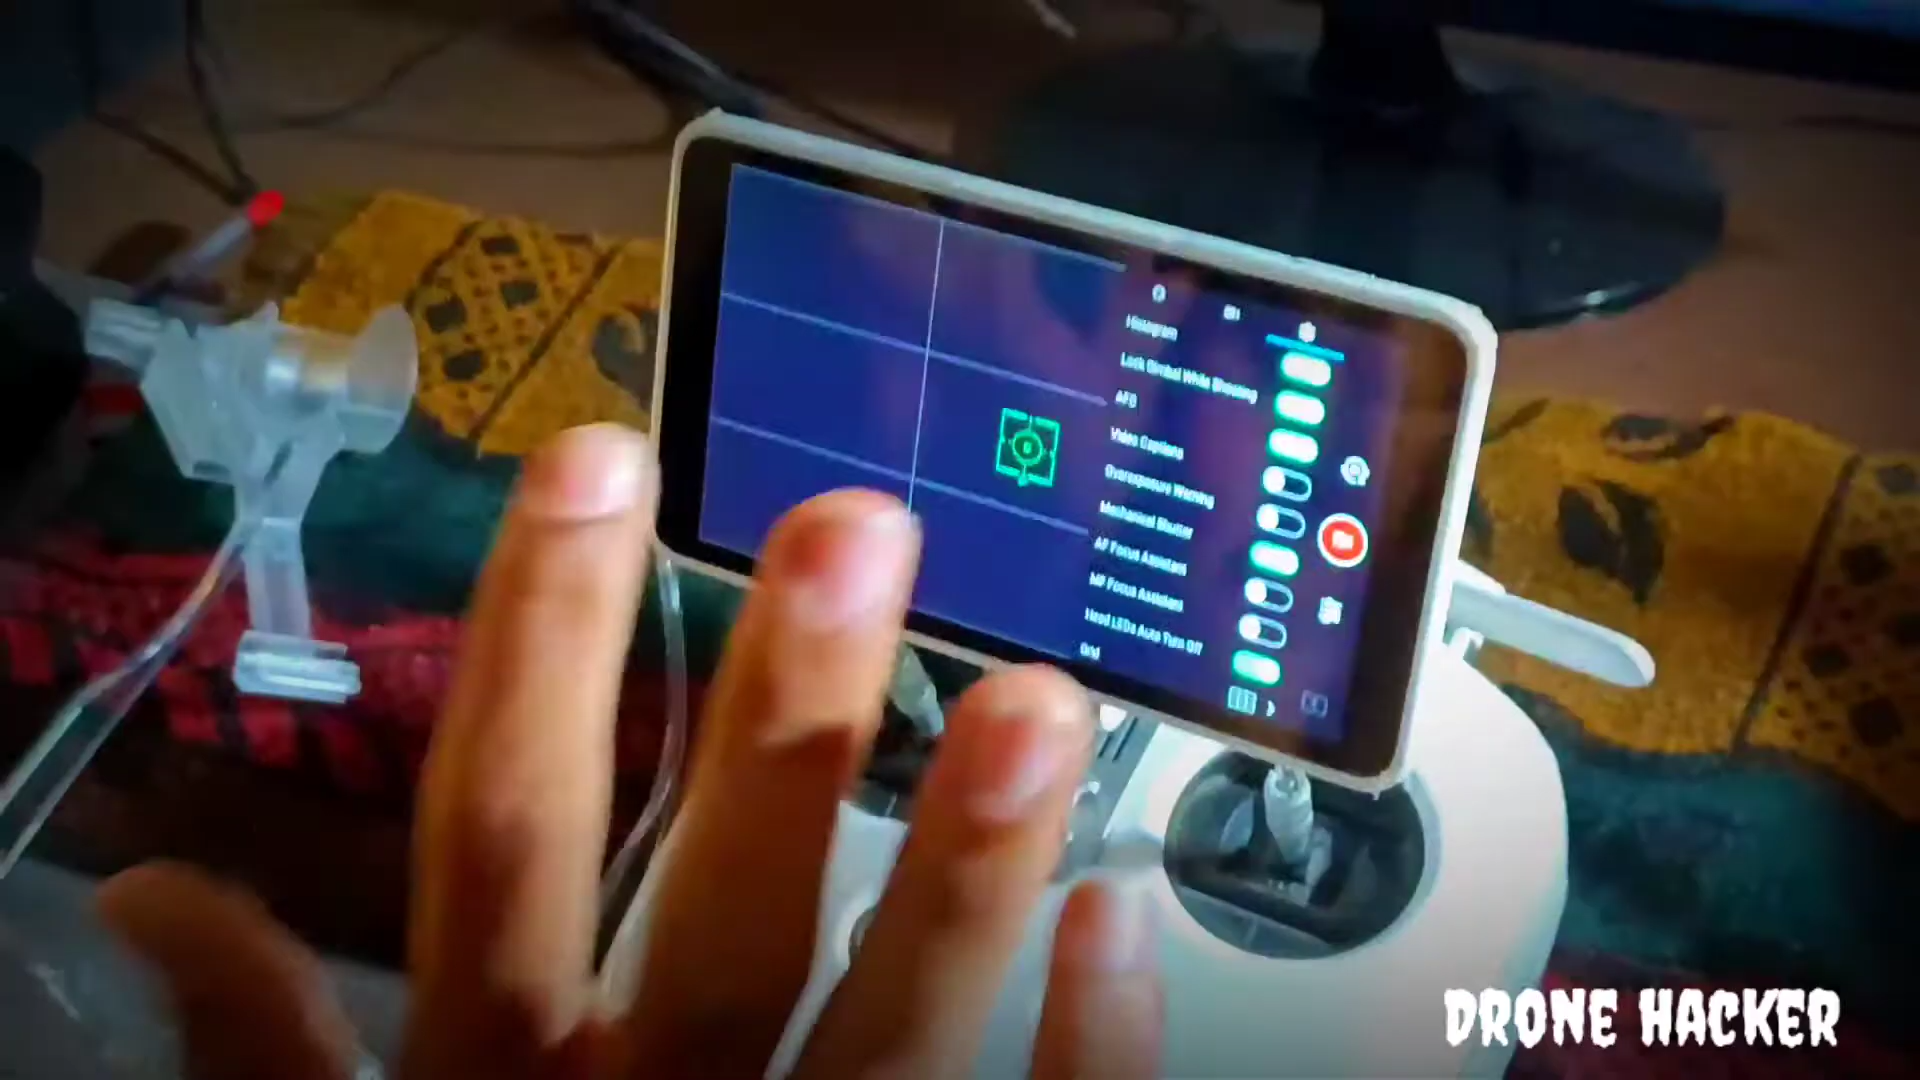 Histogram
Lock Gimbal While Shooting
AFC
Video Captions
Overexposure Warning
Mechanical Shutter
AF Focus Assistant
MF Focus Assistant
Head LEDs Auto Turn Off
Grid
DRONE HACKER